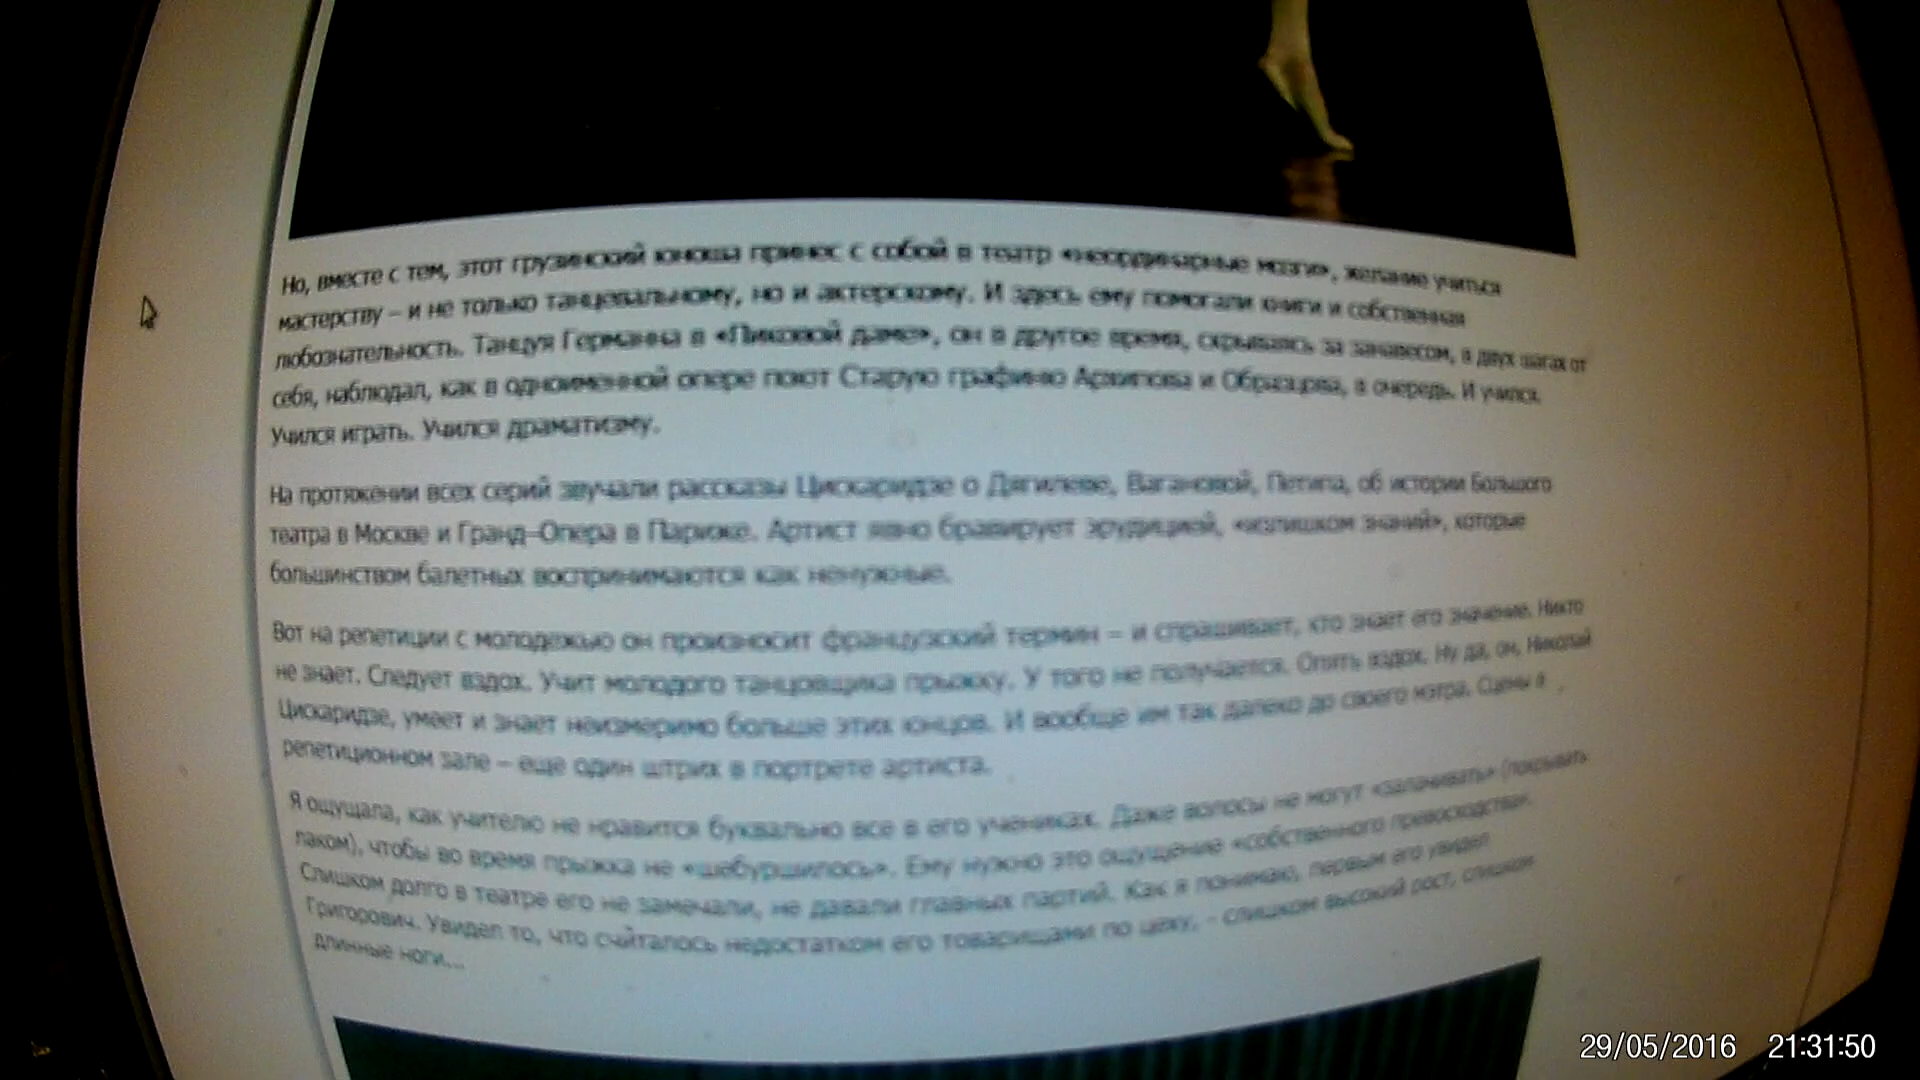 Но, вместе с тем, этот грузинский юноша принес с собой в театр «неординарные мозги», желание учиться
мастерству – и не только танцевальному, но и актерскому. И здесь ему помогали книги и собственная
любознательность. Танцуя Германна в «Пиковой даме», он в другое время, скрываясь за занавесом, в двух шагах от
себя, наблюдал, как в одноименной опере поют Старую графиню Архипова и Образцова, в очередь. И учился.
Учился играть. Учился драматизму.
На протяжении всех серий звучали рассказы Цискаридзе о Дягилеве, Вагановой, Петипа, об истории Большого
театра в Москве и Гранд–Опера в Париже. Артист явно бравирует эрудицией, «излишком знаний», которые
большинством балетных воспринимаются как ненужные.
Вот на репетиции с молодежью он произносит французский термин – и спрашивает, кто знает его значение. Никто
не знает. Следует вздох. Учит молодого танцовщика прыжку. У того не получается. Опять вздох. Ну да, он, Николай
Цискаридзе, умеет и знает неизмеримо больше этих юнцов. И вообще им так далеко до своего мэтра. Сцены в
репетиционном зале – еще один штрих в портрете артиста.
Я ощущала, как учителю не нравится буквально все в его учениках. Даже волосы не могут «залачивать» (покрывать
лаком), чтобы во время прыжка не «шебуршилось». Ему нужно это ощущение «собственного превосходства».
Слишком долго в театре его не замечали, не давали главных партий. Как я понимаю, первым его увидел
Григорович. Увидел то, что считалось недостатком его товарищами по цеху, - слишком высокий рост, слишком
длинные ноги...
29/05/2016 21:31:50